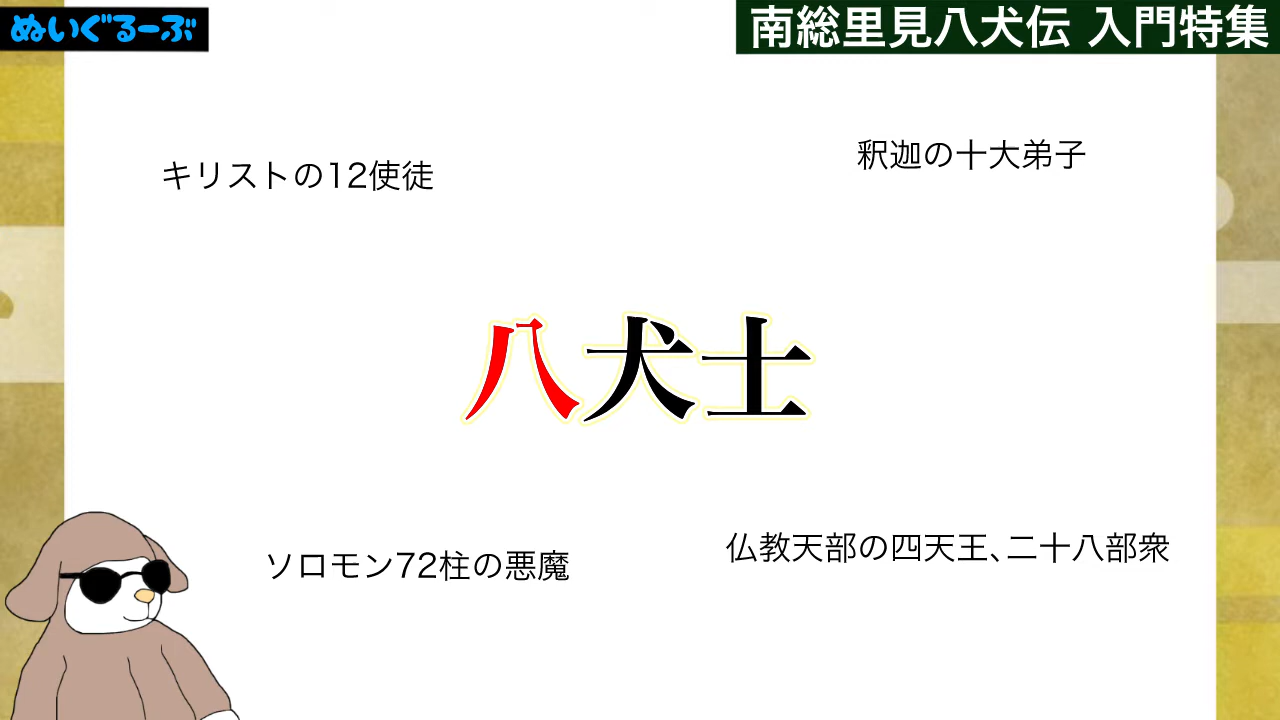 ぬいぐるーぶ
南総里見八犬伝 入門特集
キリストの12使徒
釈迦の十大弟子
八犬士
ソロモン72柱の悪魔
仏教天部の四天王､二十八部衆